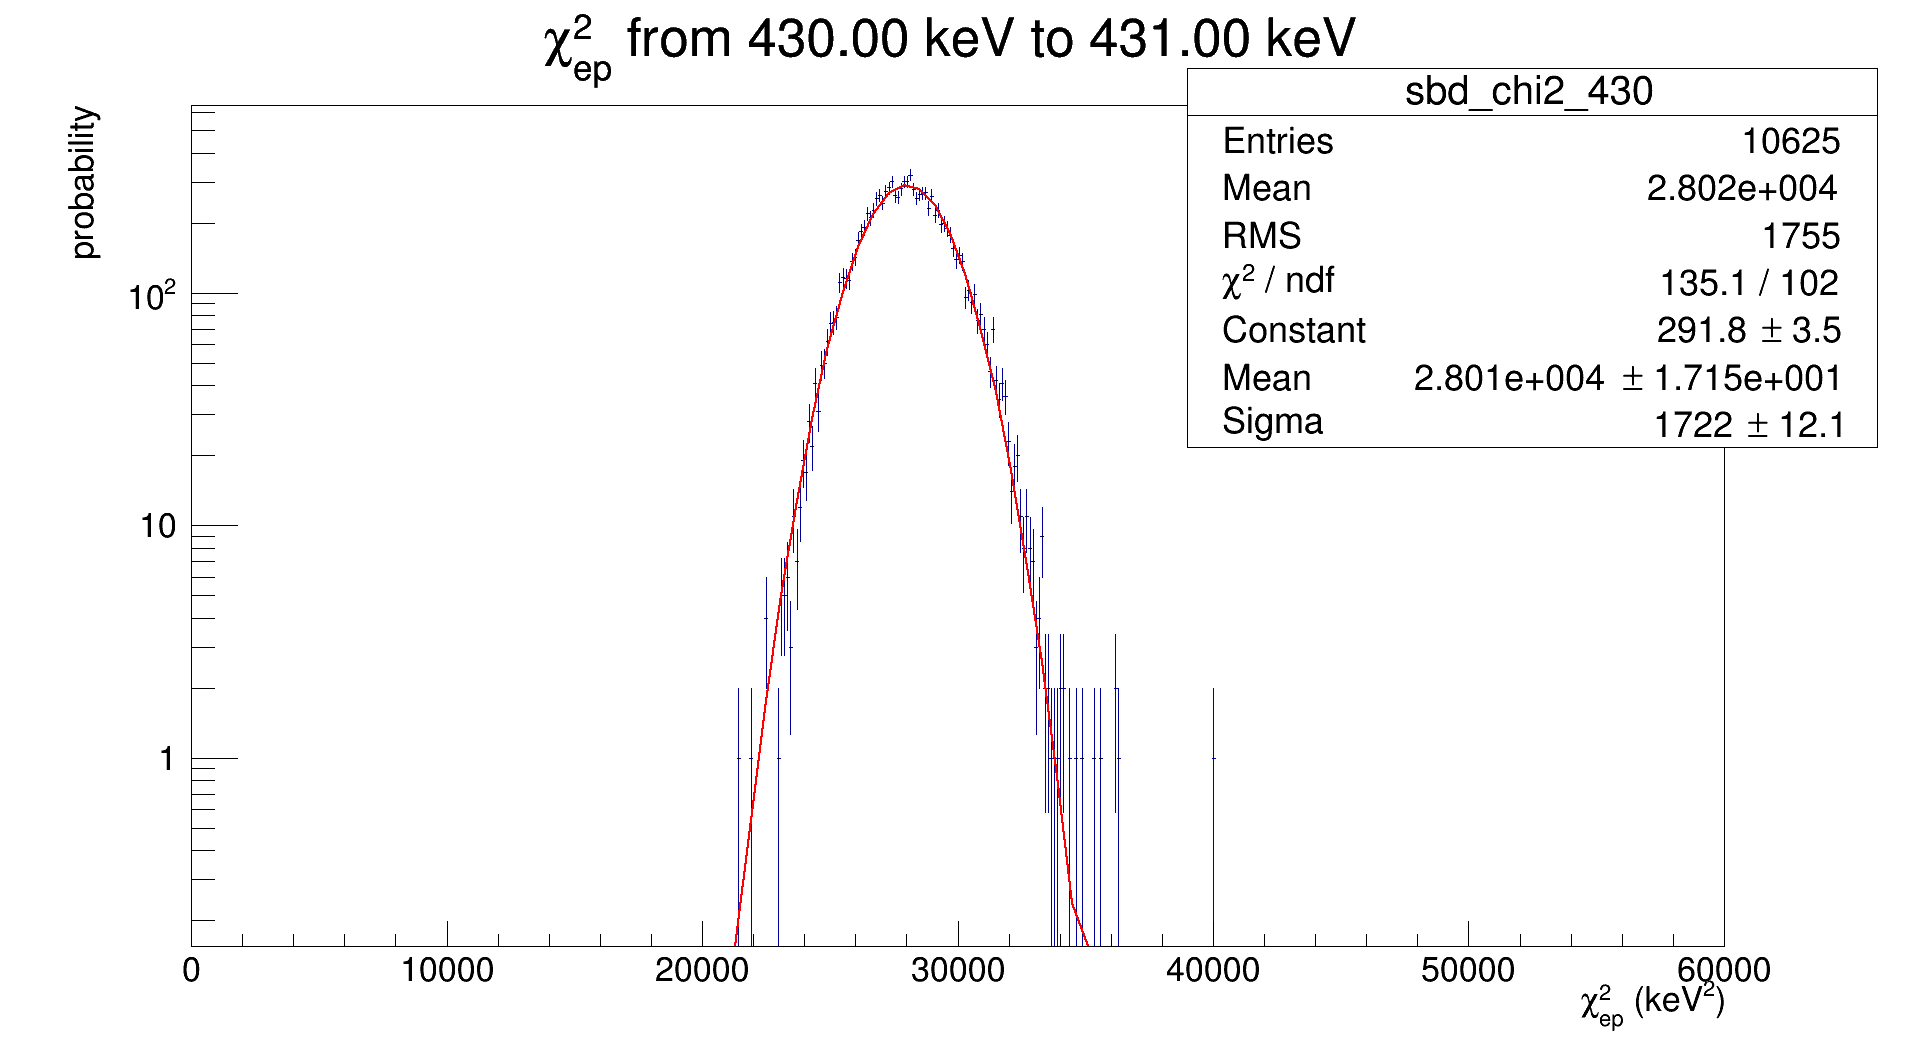 χ²ep from 430.00 keV to 431.00 keV
sbd_chi2_430
Entries 10625
Mean 2.802e+004
RMS 1755
χ² / ndf 135.1 / 102
Constant 291.8 ± 3.5
Mean 2.801e+004 ± 1.715e+001
Sigma 1722 ± 12.1
probability
10²
10
1
0 10000 20000 30000 40000 50000 60000
χ²ep (keV²)